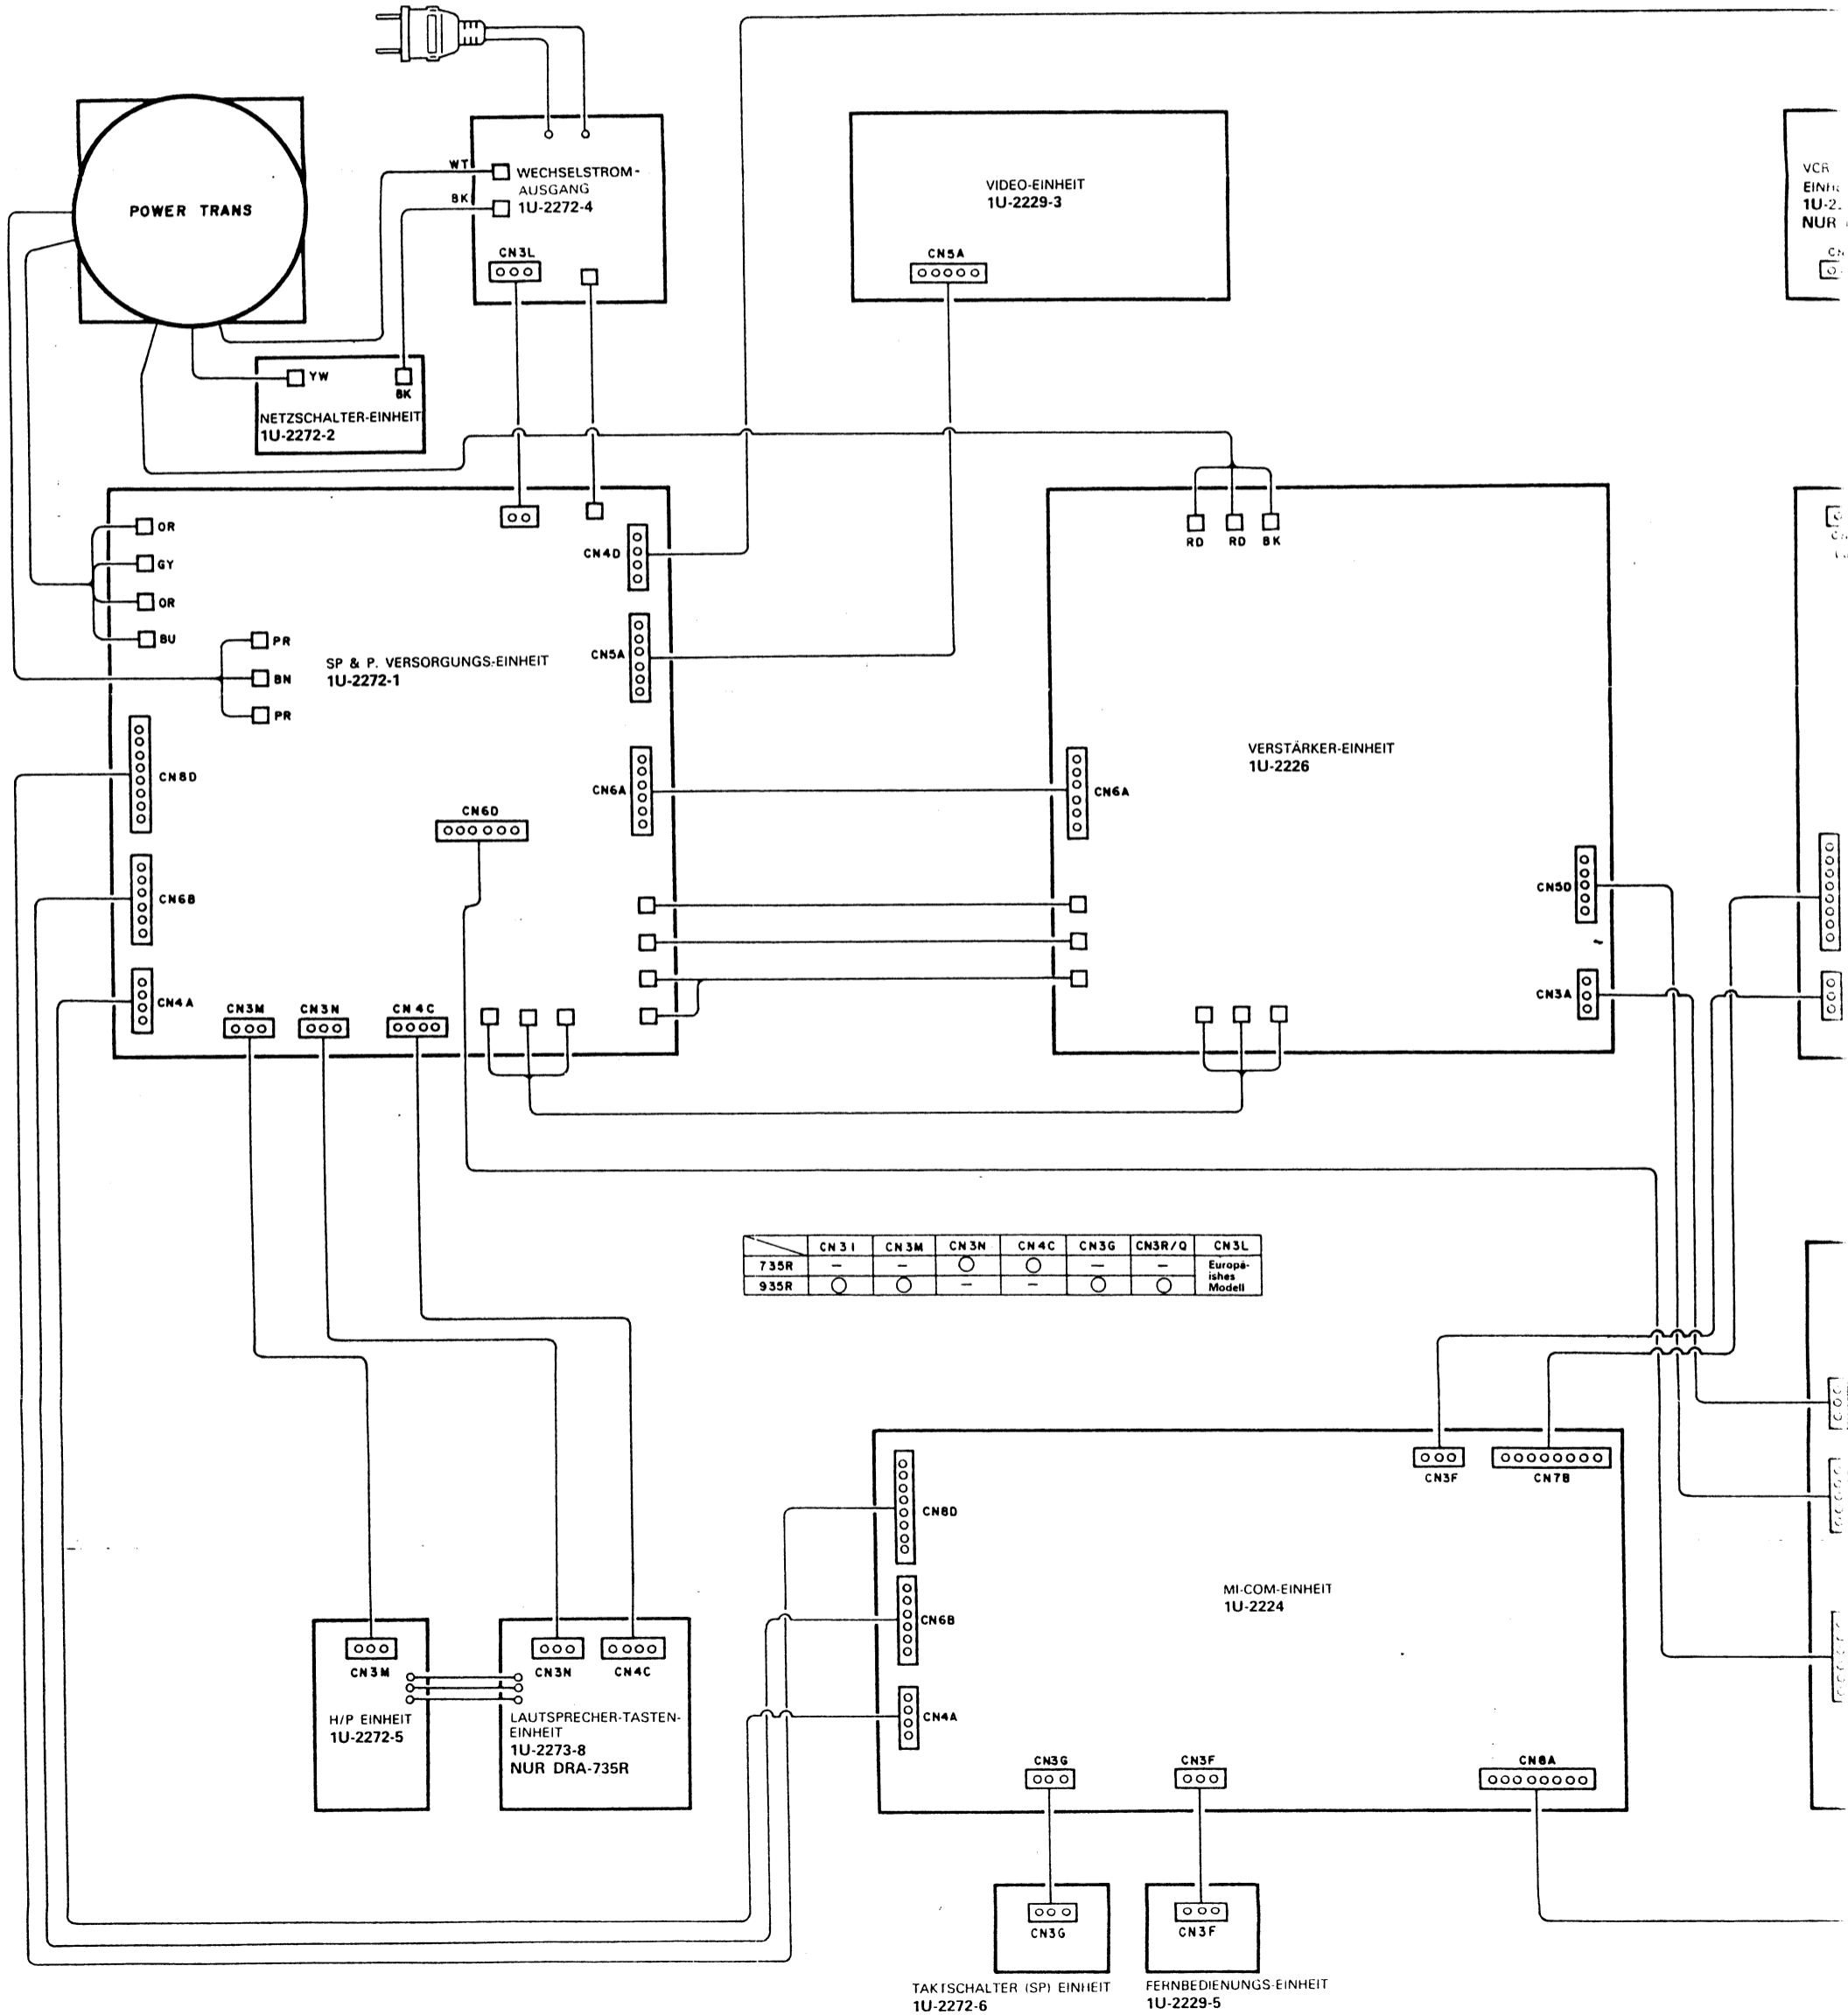 POWER TRANS
WT
BK
WECHSELSTROM-
AUSGANG
1U-2272-4
CN3L
VIDEO-EINHEIT
1U-2229-3
CN5A
VCR
NUR
YW
BK
NETZSCHALTER-EINHEIT
1U-2272-2
OR
GY
OR
BU
PR
BN
PR
SP & P. VERSORGUNGS-EINHEIT
1U-2272-1
CN4D
CN5A
CN6A
CN8D
CN6B
CN4A
CN6D
CN3M
CN3N
CN4C
RD
RD
BK
VERSTÄRKER-EINHEIT
1U-2226
CN6A
CN5D
CN3A
CN3I CN3M CN3N CN4C CN3G CN3R/Q CN3L
735R – – ○ ○ – – Europä-
ishes
935R ○ ○ – – ○ ○ Modell
CN3F
CN7B
CN8D
CN6B
CN4A
MI-COM-EINHEIT
1U-2224
CN3G
CN3F
CN8A
CN3M
H/P EINHEIT
1U-2272-5
CN3N
CN4C
LAUTSPRECHER-TASTEN-
EINHEIT
1U-2273-8
NUR DRA-735R
CN3G
TAKTSCHALTER (SP) EINHEIT
1U-2272-6
CN3F
FERNBEDIENUNGS-EINHEIT
1U-2229-5